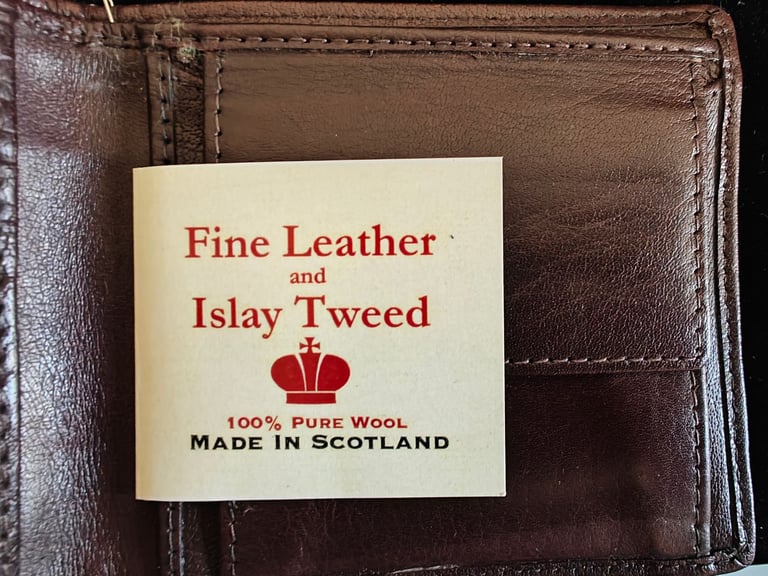 Fine Leather
and
Islay Tweed
100% Pure Wool
Made In Scotland